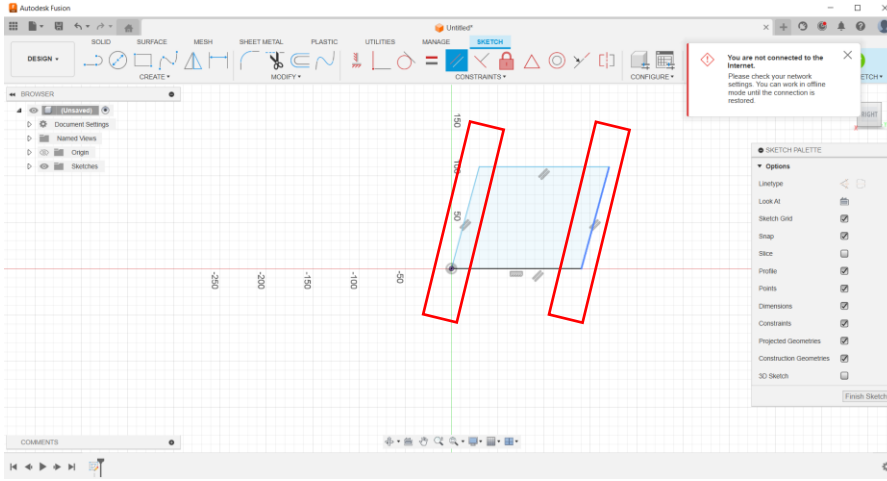 Autodesk Fusion
Untitled*
SOLID SURFACE MESH SHEET METAL PLASTIC UTILITIES MANAGE SKETCH
DESIGN
CREATE MODIFY CONSTRAINTS CONFIGURE
You are not connected to the
Internet.
Please check your network
settings. You can work in offline
mode until the connection is
restored.
BROWSER
(Unsaved)
Document Settings
Named Views
Origin
Sketches
RIGHT
150
100
50
-250
-200
-150
-100
-50
SKETCH PALETTE
Options
Linetype
Look At
Sketch Grid
Snap
Slice
Profile
Points
Dimensions
Constraints
Projected Geometries
Construction Geometries
3D Sketch
Finish Sketch
COMMENTS